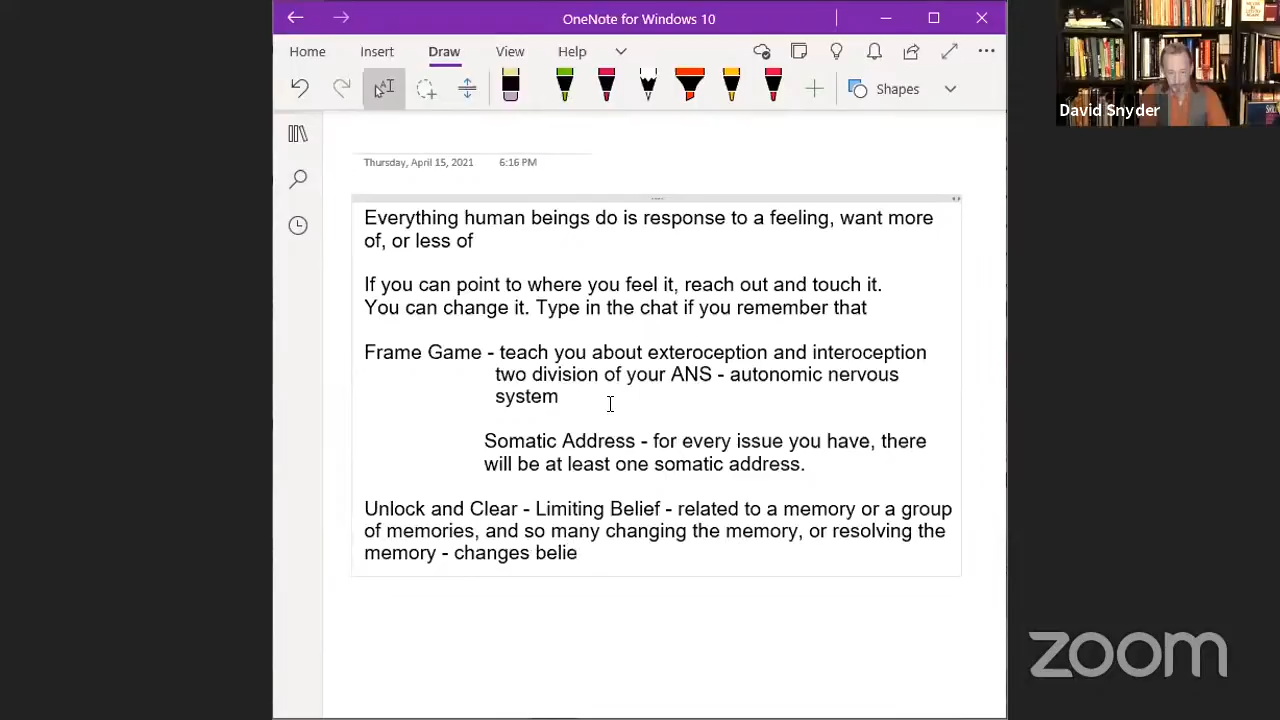 OneNote for Windows 10
Home Insert Draw View Help
Shapes
David Snyder
Thursday, April 15, 2021 6:16 PM
Everything human beings do is response to a feeling, want more
of, or less of
If you can point to where you feel it, reach out and touch it.
You can change it. Type in the chat if you remember that
Frame Game - teach you about exteroception and interoception
two division of your ANS - autonomic nervous
system
Somatic Address - for every issue you have, there
will be at least one somatic address.
Unlock and Clear - Limiting Belief - related to a memory or a group
of memories, and so many changing the memory, or resolving the
memory - changes belie
zoom